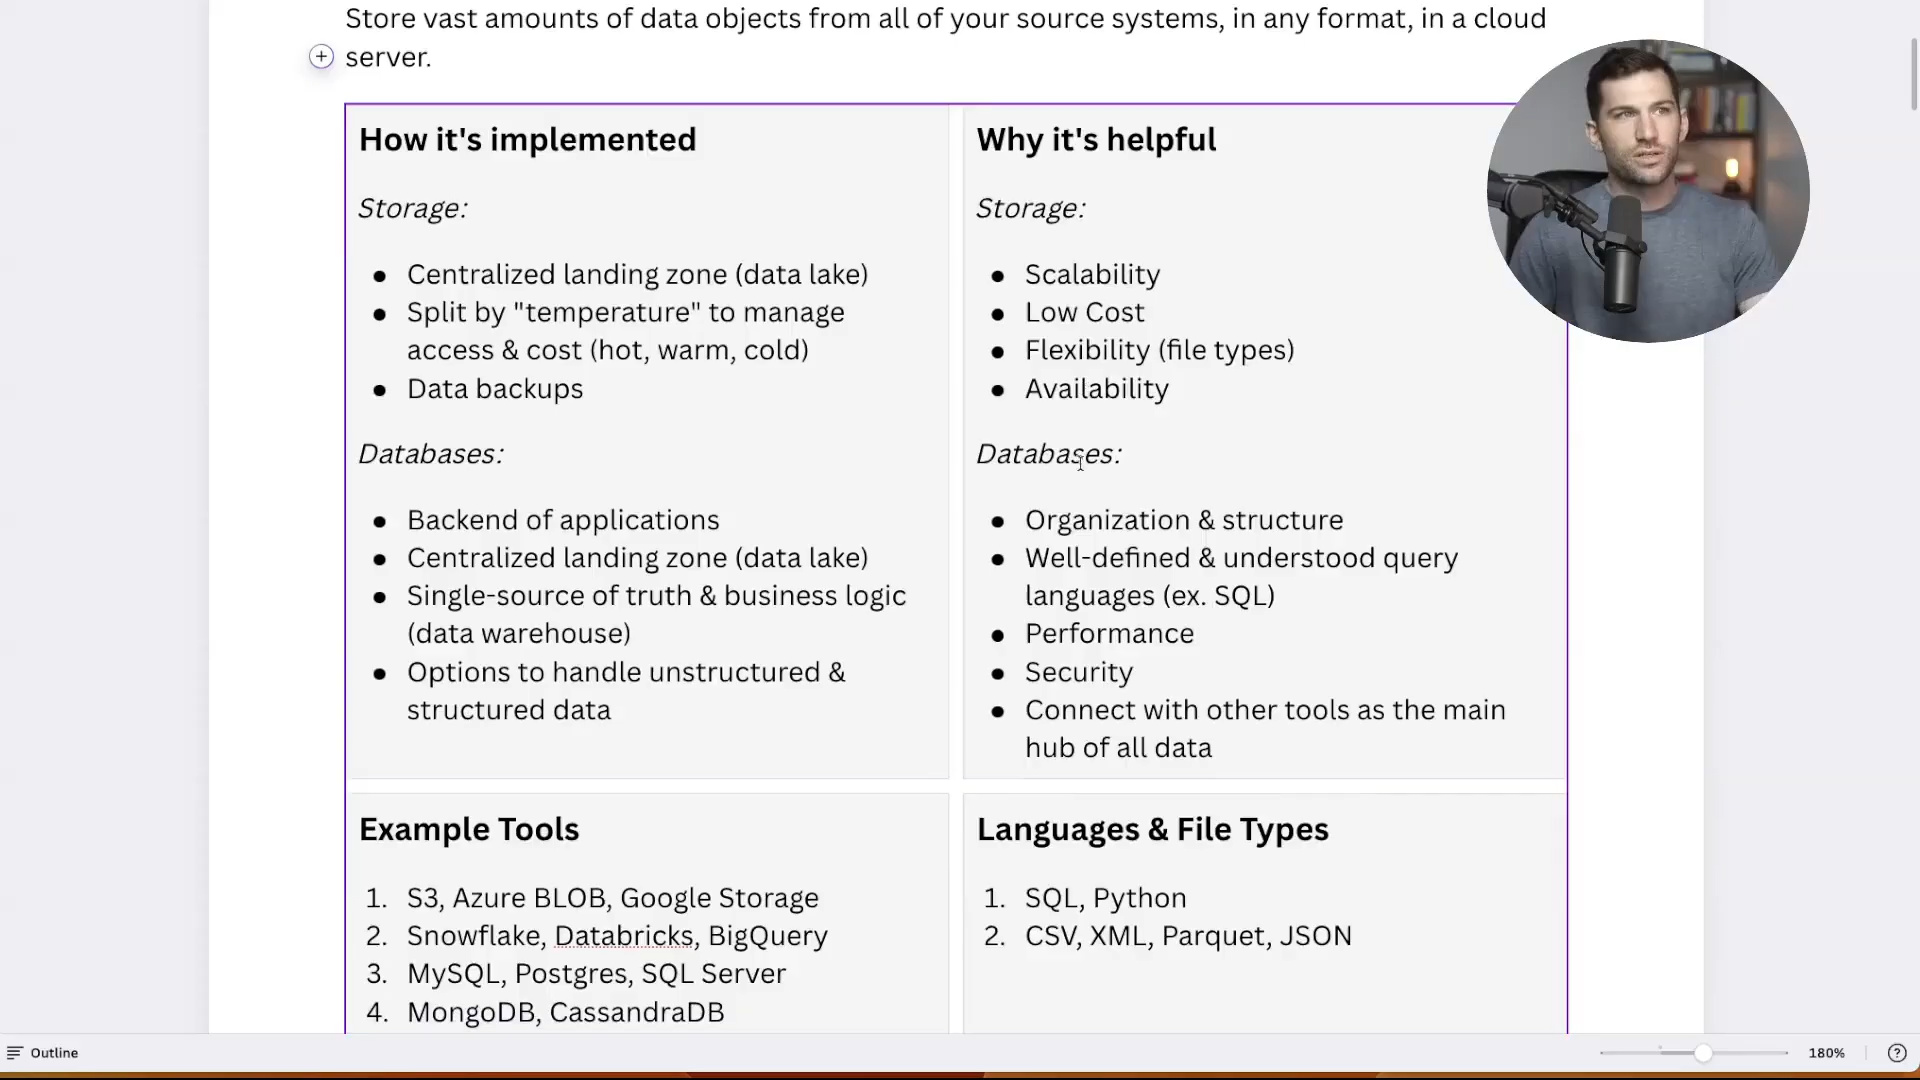 Store vast amounts of data objects from all of your source systems, in any format, in a cloud
server.
How it's implemented
Storage:
● Centralized landing zone (data lake)
● Split by "temperature" to manage
access & cost (hot, warm, cold)
● Data backups
Databases:
● Backend of applications
● Centralized landing zone (data lake)
● Single-source of truth & business logic
(data warehouse)
● Options to handle unstructured &
structured data
Why it's helpful
Storage:
● Scalability
● Low Cost
● Flexibility (file types)
● Availability
Databases:
● Organization & structure
● Well-defined & understood query
languages (ex. SQL)
● Performance
● Security
● Connect with other tools as the main
hub of all data
Example Tools
1. S3, Azure BLOB, Google Storage
2. Snowflake, Databricks, BigQuery
3. MySQL, Postgres, SQL Server
4. MongoDB, CassandraDB
Languages & File Types
1. SQL, Python
2. CSV, XML, Parquet, JSON
Outline
180%